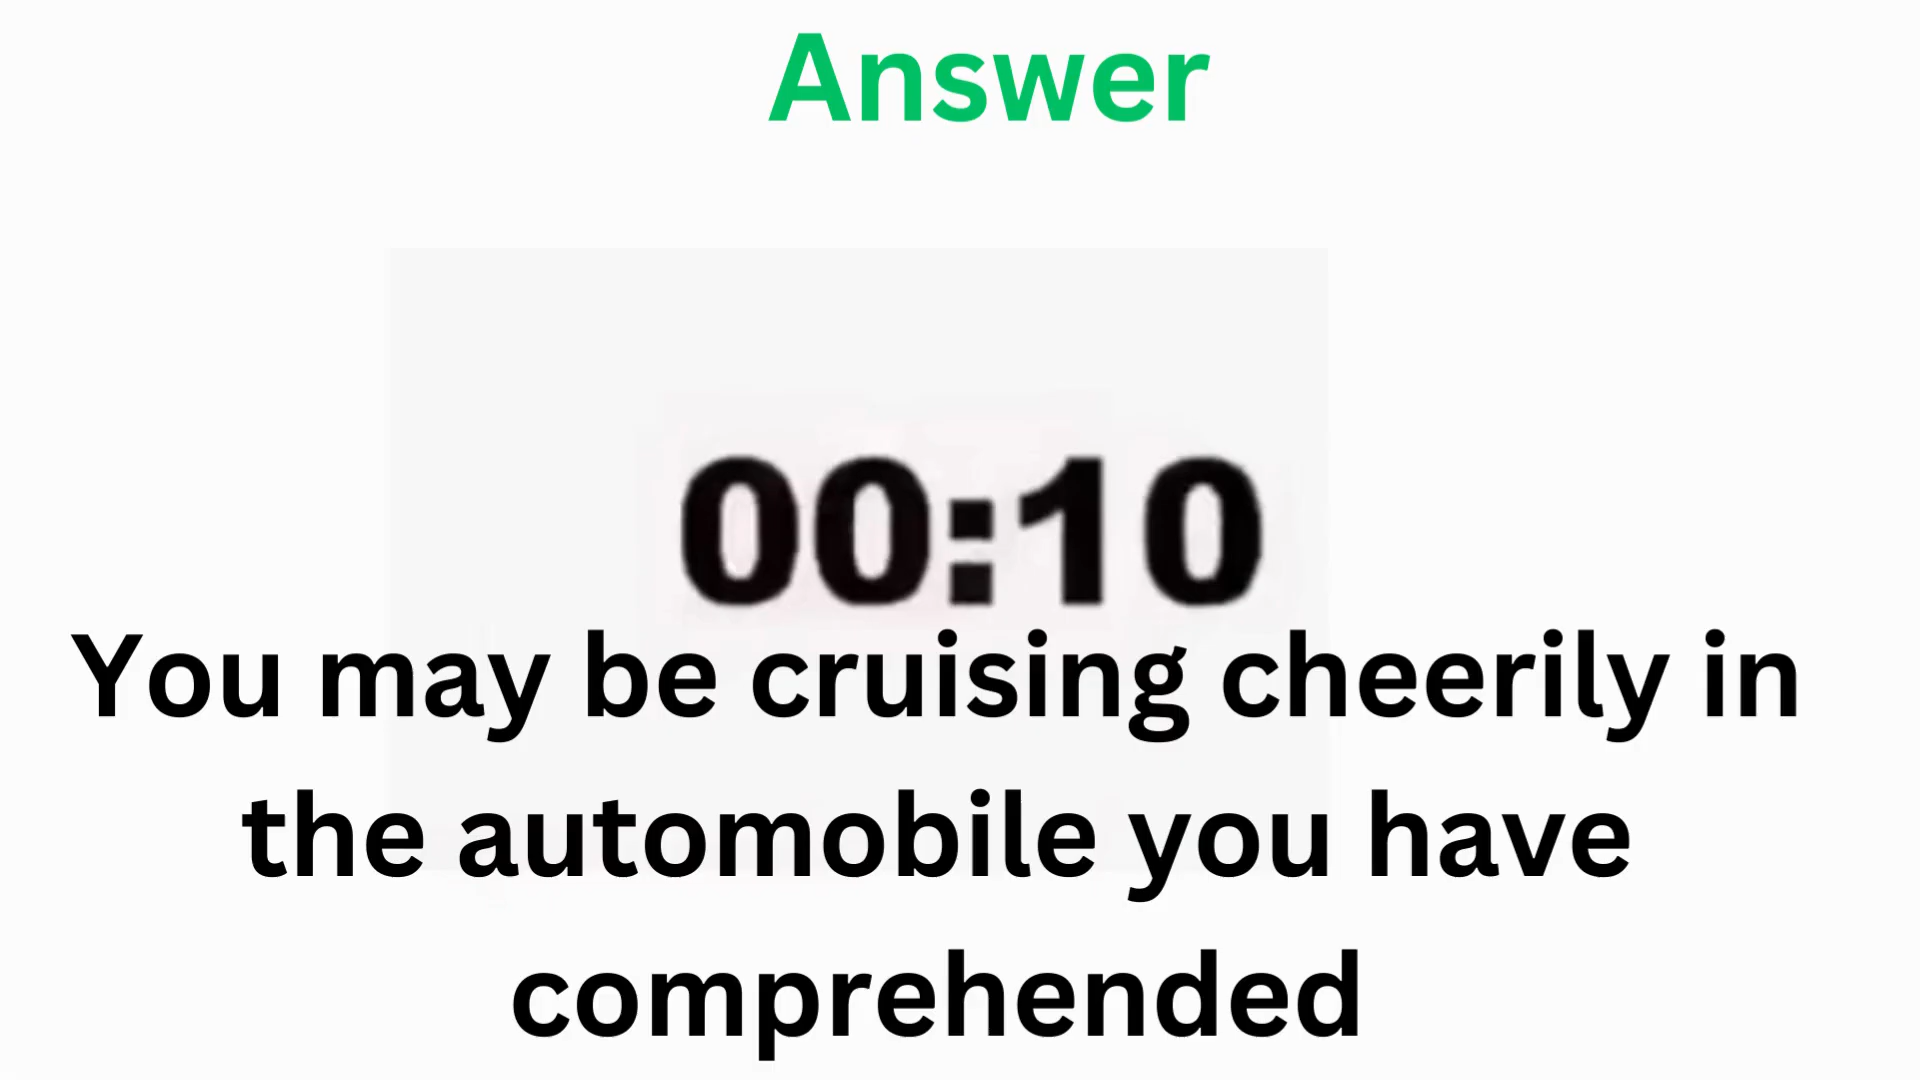 Answer
00:10
You may be cruising cheerily in
the automobile you have
comprehended